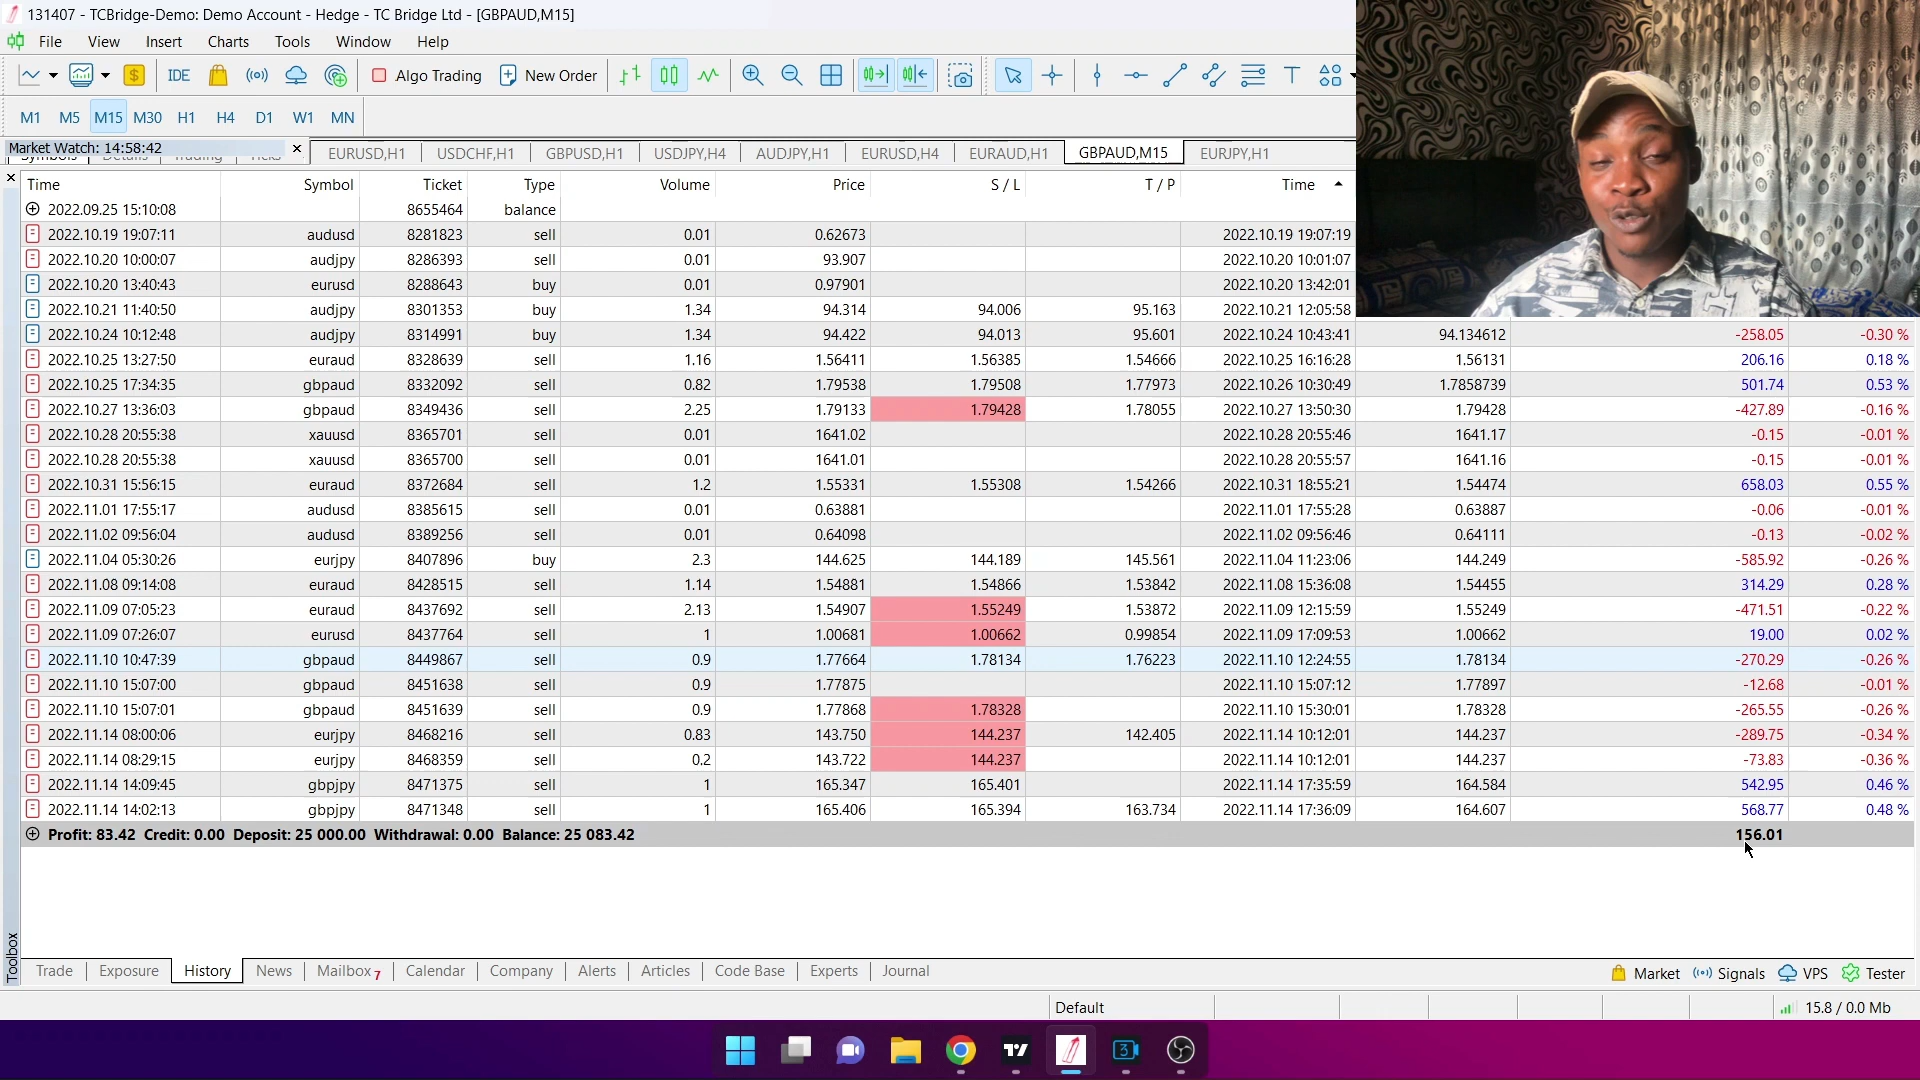 131407 - TCBridge-Demo: Demo Account - Hedge - TC Bridge Ltd - [GBPAUD,M15]
File View Insert Charts Tools Window Help
IDE Algo Trading New Order
M1 M5 M15 M30 H1 H4 D1 W1 MN
Market Watch: 14:58:42
Symbols Details Trading Ticks
EURUSD,H1 USDCHF,H1 GBPUSD,H1 USDJPY,H4 AUDJPY,H1 EURUSD,H4 EURAUD,H1 GBPAUD,M15 EURJPY,H1
Time Symbol Ticket Type Volume Price S / L T / P Time
2022.09.25 15:10:08 8655464 balance
2022.10.19 19:07:11 audusd 8281823 sell 0.01 0.62673 2022.10.19 19:07:19
2022.10.20 10:00:07 audjpy 8286393 sell 0.01 93.907 2022.10.20 10:01:07
2022.10.20 13:40:43 eurusd 8288643 buy 0.01 0.97901 2022.10.20 13:42:01
2022.10.21 11:40:50 audjpy 8301353 buy 1.34 94.314 94.006 95.163 2022.10.21 12:05:58
2022.10.24 10:12:48 audjpy 8314991 buy 1.34 94.422 94.013 95.601 2022.10.24 10:43:41 94.134612 -258.05 -0.30 %
2022.10.25 13:27:50 euraud 8328639 sell 1.16 1.56411 1.56385 1.54666 2022.10.25 16:16:28 1.56131 206.16 0.18 %
2022.10.25 17:34:35 gbpaud 8332092 sell 0.82 1.79538 1.79508 1.77973 2022.10.26 10:30:49 1.7858739 501.74 0.53 %
2022.10.27 13:36:03 gbpaud 8349436 sell 2.25 1.79133 1.79428 1.78055 2022.10.27 13:50:30 1.79428 -427.89 -0.16 %
2022.10.28 20:55:38 xauusd 8365701 sell 0.01 1641.02 2022.10.28 20:55:46 1641.17 -0.15 -0.01 %
2022.10.28 20:55:38 xauusd 8365700 sell 0.01 1641.01 2022.10.28 20:55:57 1641.16 -0.15 -0.01 %
2022.10.31 15:56:15 euraud 8372684 sell 1.2 1.55331 1.55308 1.54266 2022.10.31 18:55:21 1.54474 658.03 0.55 %
2022.11.01 17:55:17 audusd 8385615 sell 0.01 0.63881 2022.11.01 17:55:28 0.63887 -0.06 -0.01 %
2022.11.02 09:56:04 audusd 8389256 sell 0.01 0.64098 2022.11.02 09:56:46 0.64111 -0.13 -0.02 %
2022.11.04 05:30:26 eurjpy 8407896 buy 2.3 144.625 144.189 145.561 2022.11.04 11:23:06 144.249 -585.92 -0.26 %
2022.11.08 09:14:08 euraud 8428515 sell 1.14 1.54881 1.54866 1.53842 2022.11.08 15:36:08 1.54455 314.29 0.28 %
2022.11.09 07:05:23 euraud 8437692 sell 2.13 1.54907 1.55249 1.53872 2022.11.09 12:15:59 1.55249 -471.51 -0.22 %
2022.11.09 07:26:07 eurusd 8437764 sell 1 1.00681 1.00662 0.99854 2022.11.09 17:09:53 1.00662 19.00 0.02 %
2022.11.10 10:47:39 gbpaud 8449867 sell 0.9 1.77664 1.78134 1.76223 2022.11.10 12:24:55 1.78134 -270.29 -0.26 %
2022.11.10 15:07:00 gbpaud 8451638 sell 0.9 1.77875 2022.11.10 15:07:12 1.77897 -12.68 -0.01 %
2022.11.10 15:07:01 gbpaud 8451639 sell 0.9 1.77868 1.78328 2022.11.10 15:30:01 1.78328 -265.55 -0.26 %
2022.11.14 08:00:06 eurjpy 8468216 sell 0.83 143.750 144.237 142.405 2022.11.14 10:12:01 144.237 -289.75 -0.34 %
2022.11.14 08:29:15 eurjpy 8468359 sell 0.2 143.722 144.237 2022.11.14 10:12:01 144.237 -73.83 -0.36 %
2022.11.14 14:09:45 gbpjpy 8471375 sell 1 165.347 165.401 2022.11.14 17:35:59 164.584 542.95 0.46 %
2022.11.14 14:02:13 gbpjpy 8471348 sell 1 165.406 165.394 163.734 2022.11.14 17:36:09 164.607 568.77 0.48 %
Profit: 83.42 Credit: 0.00 Deposit: 25 000.00 Withdrawal: 0.00 Balance: 25 083.42 156.01
Toolbox
Trade Exposure History News Mailbox 7 Calendar Company Alerts Articles Code Base Experts Journal Market Signals VPS Tester
Default 15.8 / 0.0 Mb